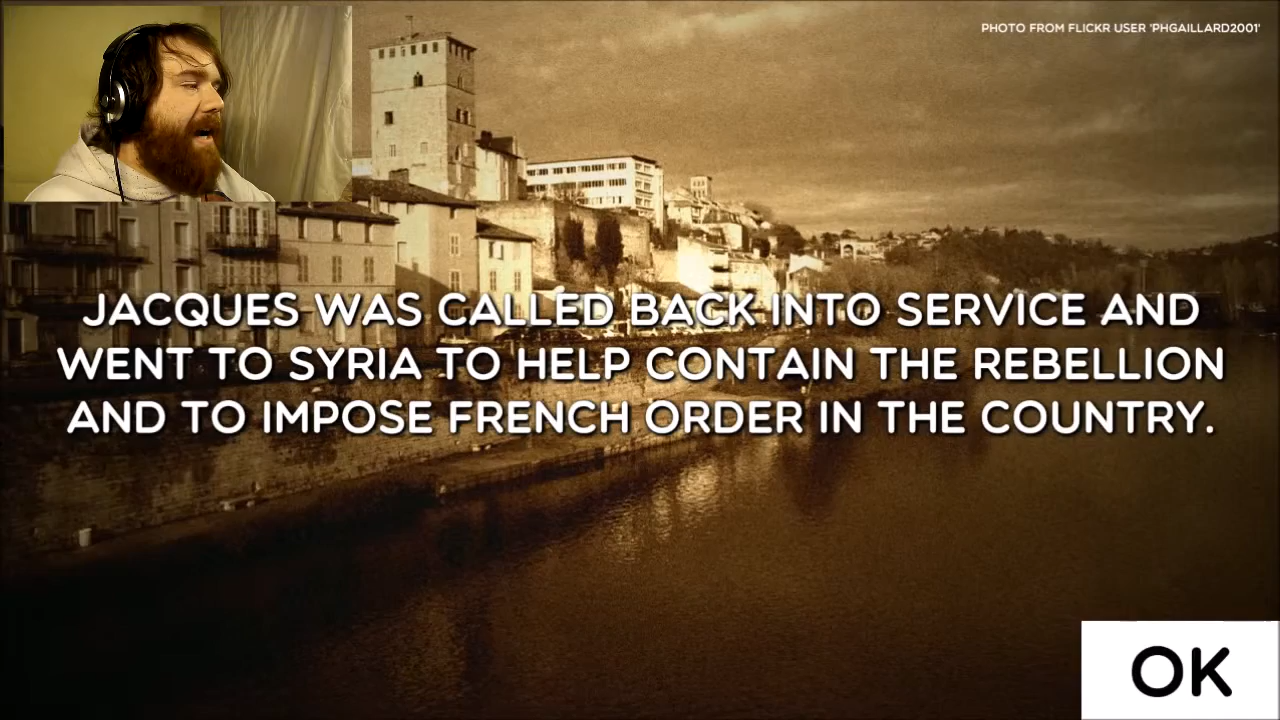 PHOTO FROM FLICKR USER 'PHGAILLARD2001'
JACQUES WAS CALLED BACK INTO SERVICE AND
WENT TO SYRIA TO HELP CONTAIN THE REBELLION
AND TO IMPOSE FRENCH ORDER IN THE COUNTRY.
OK